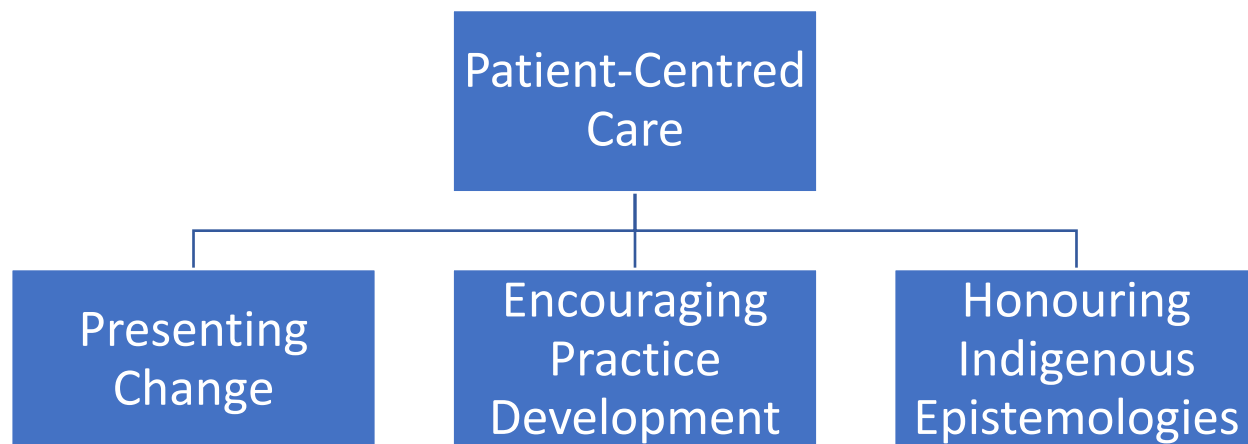 Patient-Centred
Care
Presenting
Change
Encouraging
Practice
Development
Honouring
Indigenous
Epistemologies